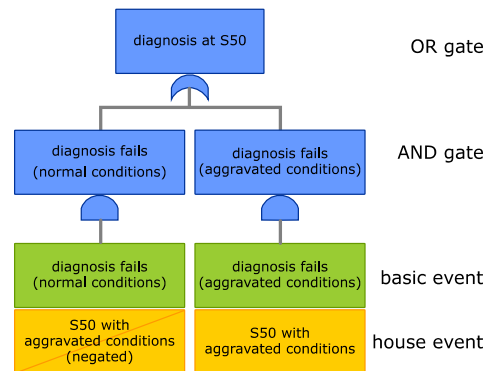 diagnosis at S50
OR gate
diagnosis fails
(normal conditions)
diagnosis fails
(aggravated conditions)
AND gate
diagnosis fails
(normal conditions)
diagnosis fails
(aggravated conditions)
basic event
S50 with
aggravated conditions
(negated)
S50 with
aggravated conditions
house event